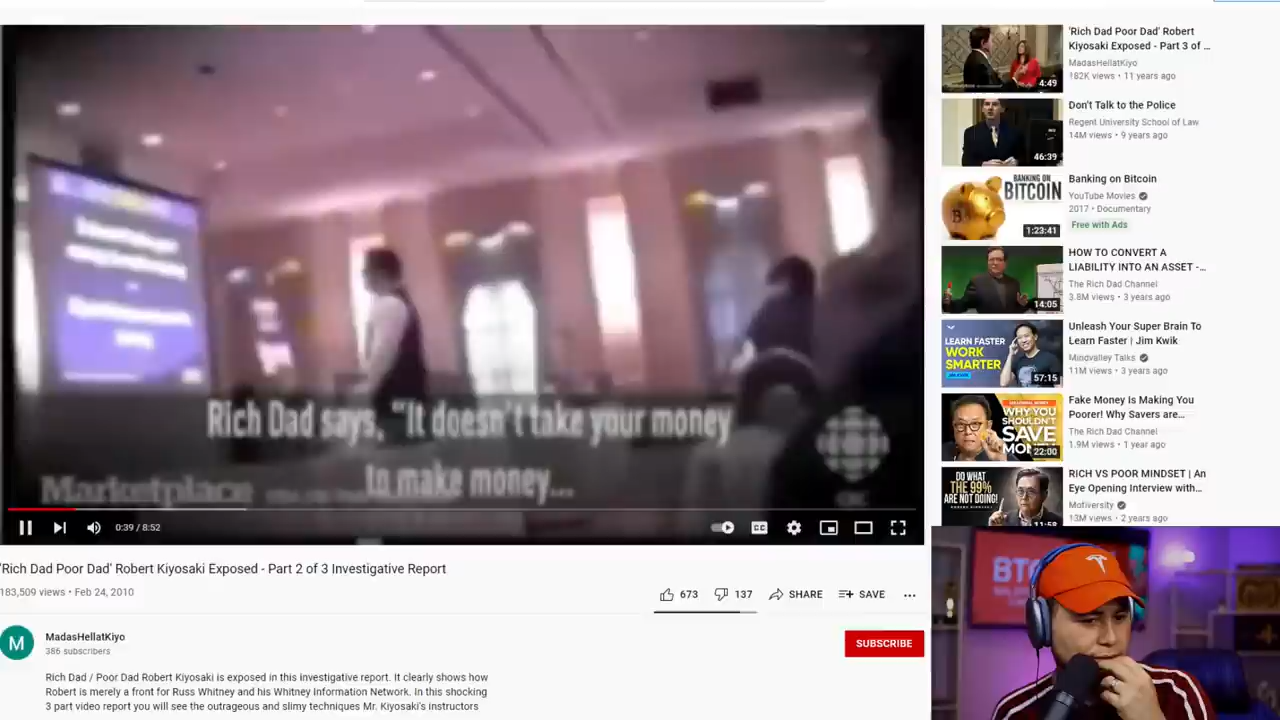 Rich Dad
"It doesn't take your money
to make money...
Marketplace
0:39 / 8:52
CC
'Rich Dad Poor Dad' Robert Kiyosaki Exposed - Part 2 of 3 Investigative Report
183,509 views • Feb 24, 2010
673
137
SHARE
SAVE
M
MadasHellatKiyo
386 subscribers
SUBSCRIBE
Rich Dad / Poor Dad Robert Kiyosaki is exposed in this investigative report. It clearly shows how
Robert is merely a front for Russ Whitney and his Whitney Information Network. In this shocking
3 part video report you will see the outrageous and slimy techniques Mr. Kiyosaki's instructors
4:49
'Rich Dad Poor Dad' Robert
Kiyosaki Exposed - Part 3 of ...
MadasHellatKiyo
182K views • 11 years ago
46:39
Don't Talk to the Police
Regent University School of Law
14M views • 9 years ago
BANKING ON
BITCOIN
B
1:23:41
Banking on Bitcoin
YouTube Movies
2017 • Documentary
Free with Ads
14:05
HOW TO CONVERT A
LIABILITY INTO AN ASSET -...
The Rich Dad Channel
3.8M views • 3 years ago
LEARN FASTER
WORK
SMARTER
57:15
Unleash Your Super Brain To
Learn Faster | Jim Kwik
Mindvalley Talks
11M views • 3 years ago
WHY YOU
SHOULDN'T
SAVE
22:00
Fake Money Is Making You
Poorer! Why Savers are...
The Rich Dad Channel
1.9M views • 1 year ago
DO WHAT
THE 99%
ARE NOT DOING!
11:58
RICH VS POOR MINDSET | An
Eye Opening Interview with...
Motiversity
13M views • 2 years ago
BT